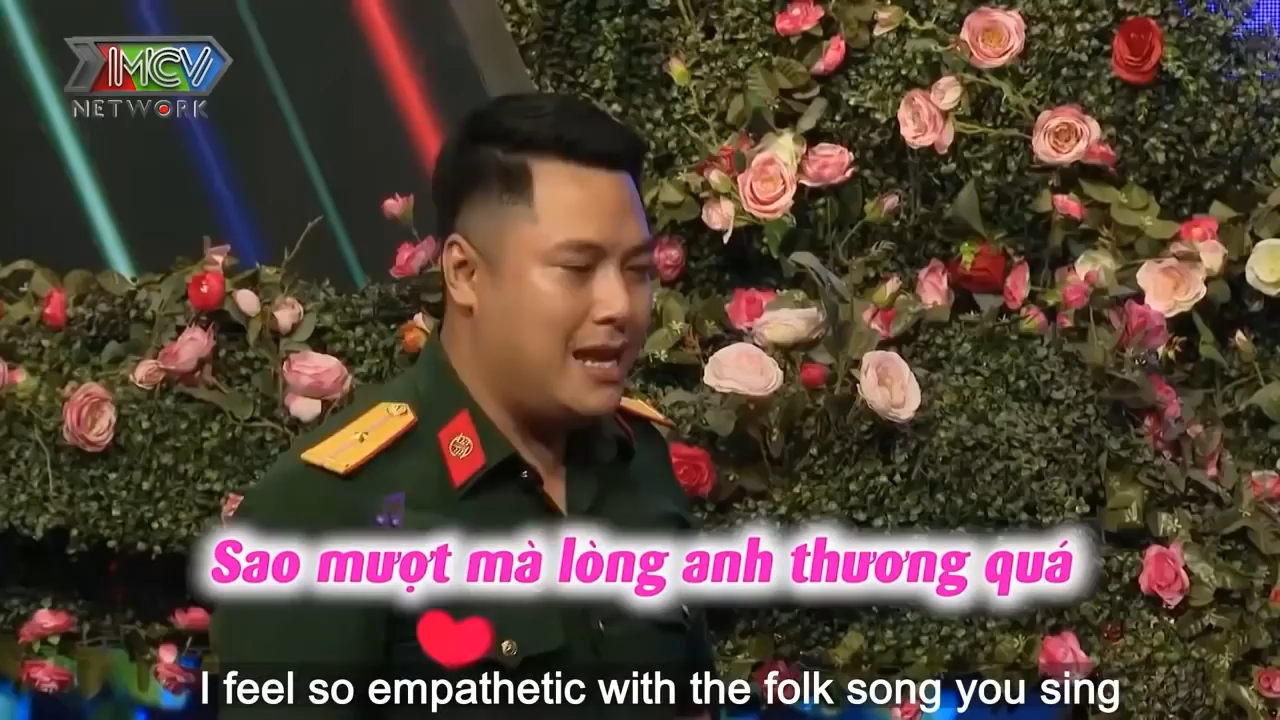 MCV
NETWORK
Sao mượt mà lòng anh thương quá
I feel so empathetic with the folk song you sing